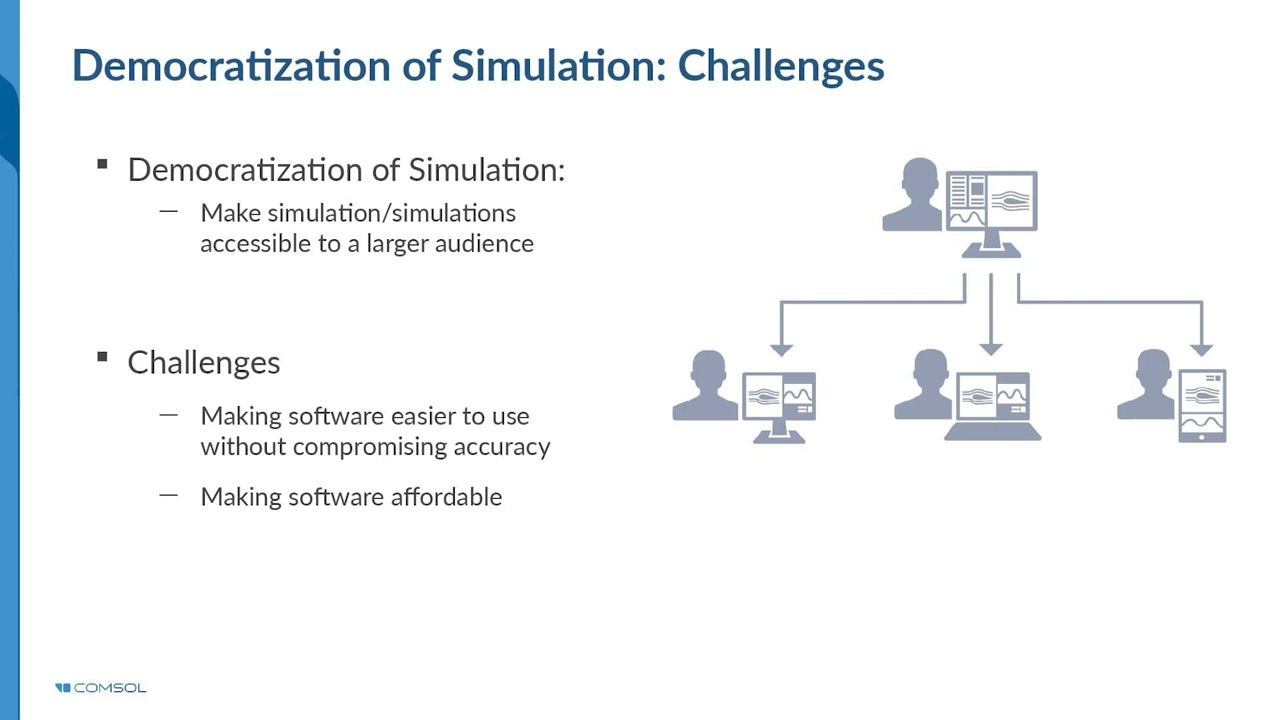 Democratization of Simulation: Challenges
▪ Democratization of Simulation:
— Make simulation/simulations
accessible to a larger audience
▪ Challenges
— Making software easier to use
without compromising accuracy
— Making software affordable
COMSOL